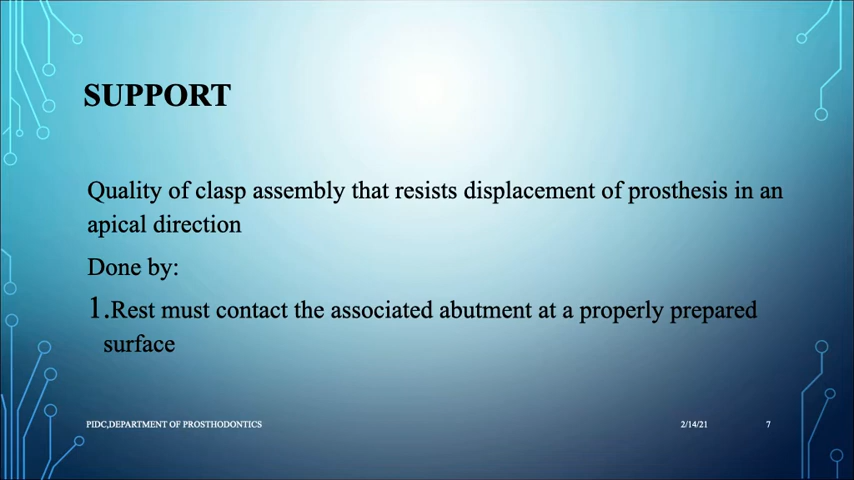 SUPPORT
Quality of clasp assembly that resists displacement of prosthesis in an
apical direction
Done by:
1.Rest must contact the associated abutment at a properly prepared
surface
PIDC,DEPARTMENT OF PROSTHODONTICS 2/14/21 7